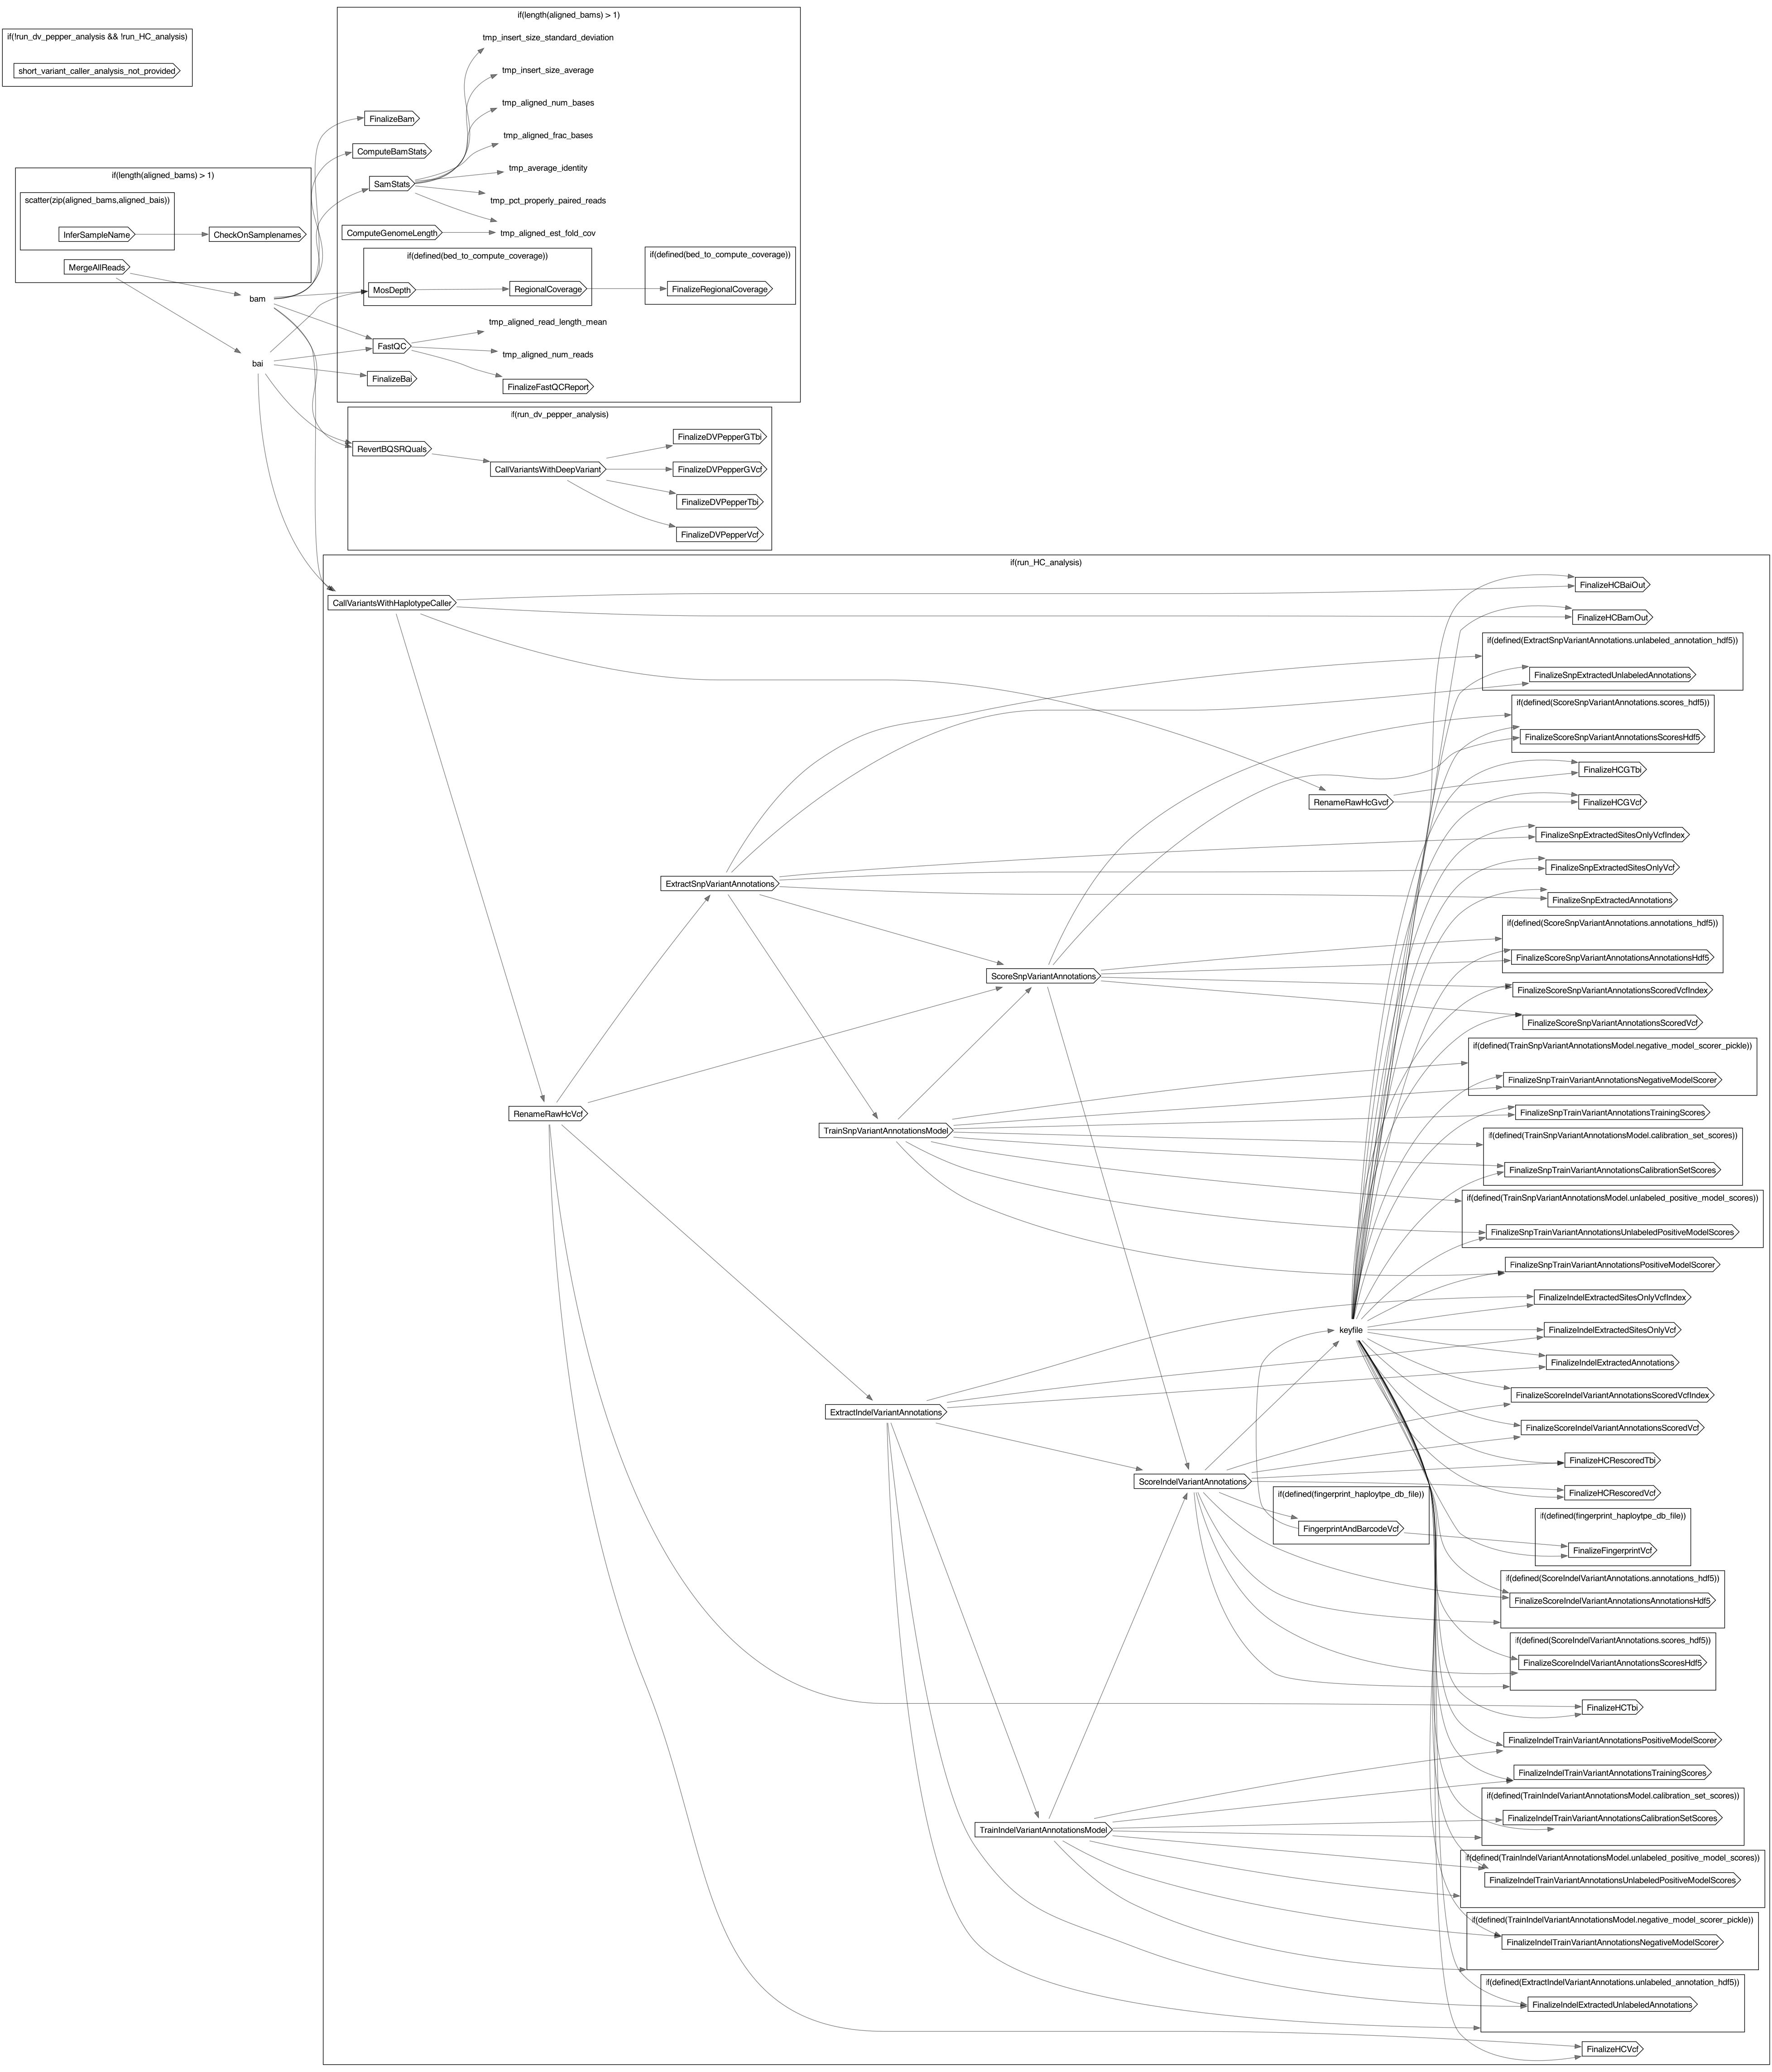 if(!run_dv_pepper_analysis && !run_HC_analysis)
short_variant_caller_analysis_not_provided
if(length(aligned_bams) > 1)
scatter(zip(aligned_bams,aligned_bais))
InferSampleName
CheckOnSamplenames
MergeAllReads
bam
bai
if(length(aligned_bams) > 1)
tmp_insert_size_standard_deviation
tmp_insert_size_average
tmp_aligned_num_bases
FinalizeBam
tmp_aligned_frac_bases
ComputeBamStats
tmp_average_identity
SamStats
tmp_pct_properly_paired_reads
ComputeGenomeLength
tmp_aligned_est_fold_cov
if(defined(bed_to_compute_coverage))
MosDepth
RegionalCoverage
if(defined(bed_to_compute_coverage))
FinalizeRegionalCoverage
tmp_aligned_read_length_mean
FastQC
tmp_aligned_num_reads
FinalizeBai
FinalizeFastQCReport
if(run_dv_pepper_analysis)
RevertBQSRQuals
CallVariantsWithDeepVariant
FinalizeDVPepperGTbi
FinalizeDVPepperGVcf
FinalizeDVPepperTbi
FinalizeDVPepperVcf
if(run_HC_analysis)
CallVariantsWithHaplotypeCaller
FinalizeHCBaiOut
FinalizeHCBamOut
if(defined(ExtractSnpVariantAnnotations.unlabeled_annotation_hdf5))
FinalizeSnpExtractedUnlabeledAnnotations
if(defined(ScoreSnpVariantAnnotations.scores_hdf5))
FinalizeScoreSnpVariantAnnotationsScoresHdf5
FinalizeHCGTbi
RenameRawHcGvcf
FinalizeHCGVcf
FinalizeSnpExtractedSitesOnlyVcfIndex
FinalizeSnpExtractedSitesOnlyVcf
ExtractSnpVariantAnnotations
FinalizeSnpExtractedAnnotations
if(defined(ScoreSnpVariantAnnotations.annotations_hdf5))
FinalizeScoreSnpVariantAnnotationsAnnotationsHdf5
ScoreSnpVariantAnnotations
FinalizeScoreSnpVariantAnnotationsScoredVcfIndex
FinalizeScoreSnpVariantAnnotationsScoredVcf
if(defined(TrainSnpVariantAnnotationsModel.negative_model_scorer_pickle))
FinalizeSnpTrainVariantAnnotationsNegativeModelScorer
RenameRawHcVcf
FinalizeSnpTrainVariantAnnotationsTrainingScores
TrainSnpVariantAnnotationsModel
if(defined(TrainSnpVariantAnnotationsModel.calibration_set_scores))
FinalizeSnpTrainVariantAnnotationsCalibrationSetScores
if(defined(TrainSnpVariantAnnotationsModel.unlabeled_positive_model_scores))
FinalizeSnpTrainVariantAnnotationsUnlabeledPositiveModelScores
FinalizeSnpTrainVariantAnnotationsPositiveModelScorer
FinalizeIndelExtractedSitesOnlyVcfIndex
keyfile
FinalizeIndelExtractedSitesOnlyVcf
FinalizeIndelExtractedAnnotations
FinalizeScoreIndelVariantAnnotationsScoredVcfIndex
ExtractIndelVariantAnnotations
FinalizeScoreIndelVariantAnnotationsScoredVcf
FinalizeHCRescoredTbi
ScoreIndelVariantAnnotations
FinalizeHCRescoredVcf
if(defined(fingerprint_haploytpe_db_file))
FingerprintAndBarcodeVcf
if(defined(fingerprint_haploytpe_db_file))
FinalizeFingerprintVcf
if(defined(ScoreIndelVariantAnnotations.annotations_hdf5))
FinalizeScoreIndelVariantAnnotationsAnnotationsHdf5
if(defined(ScoreIndelVariantAnnotations.scores_hdf5))
FinalizeScoreIndelVariantAnnotationsScoresHdf5
FinalizeHCTbi
FinalizeIndelTrainVariantAnnotationsPositiveModelScorer
FinalizeIndelTrainVariantAnnotationsTrainingScores
if(defined(TrainIndelVariantAnnotationsModel.calibration_set_scores))
FinalizeIndelTrainVariantAnnotationsCalibrationSetScores
TrainIndelVariantAnnotationsModel
if(defined(TrainIndelVariantAnnotationsModel.unlabeled_positive_model_scores))
FinalizeIndelTrainVariantAnnotationsUnlabeledPositiveModelScores
if(defined(TrainIndelVariantAnnotationsModel.negative_model_scorer_pickle))
FinalizeIndelTrainVariantAnnotationsNegativeModelScorer
if(defined(ExtractIndelVariantAnnotations.unlabeled_annotation_hdf5))
FinalizeIndelExtractedUnlabeledAnnotations
FinalizeHCVcf